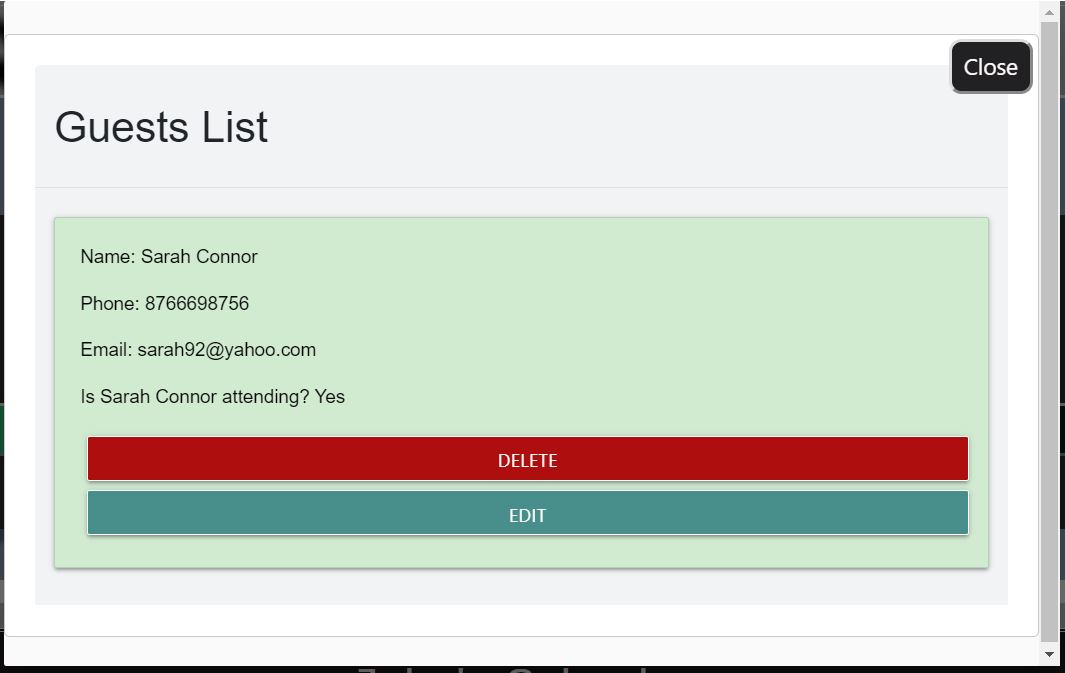 Close
Guests List
Name: Sarah Connor
Phone: 8766698756
Email: sarah92@yahoo.com
Is Sarah Connor attending? Yes
DELETE
EDIT